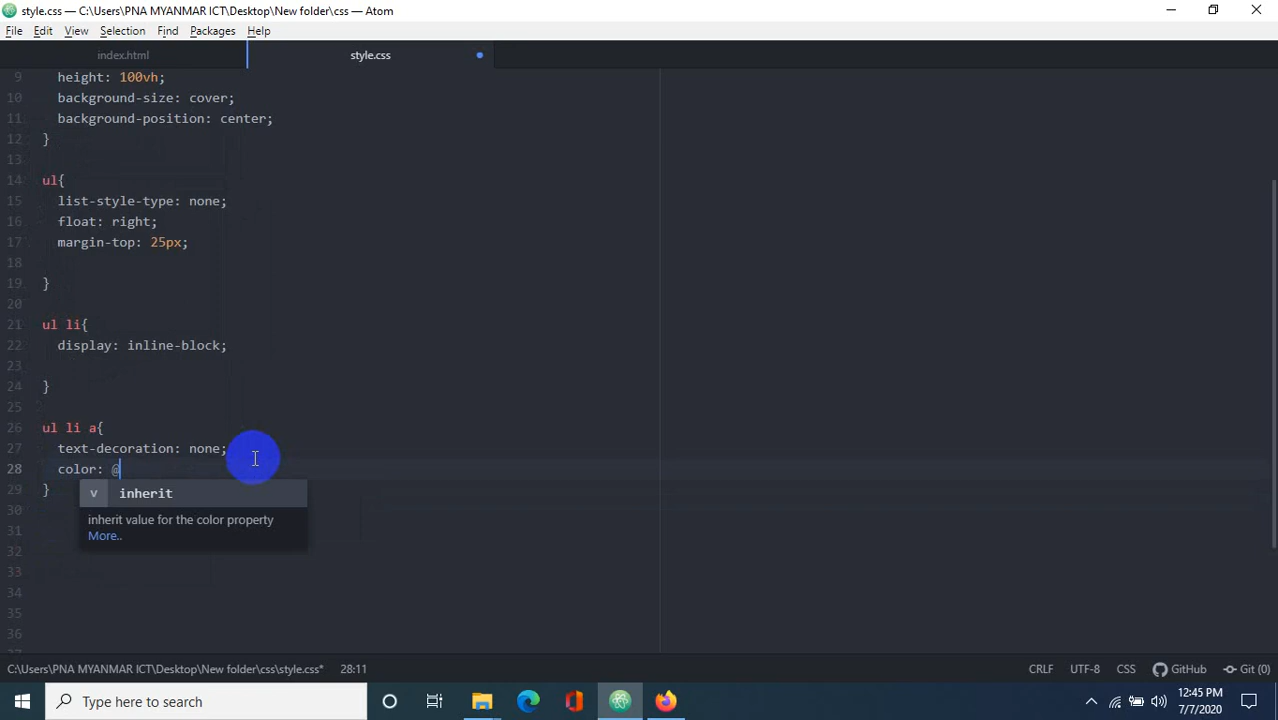 style.css — C:\Users\PNA MYANMAR ICT\Desktop\New folder\css — Atom
File Edit View Selection Find Packages Help
index.html style.css
9 height: 100vh;
10 background-size: cover;
11 background-position: center;
12 }
13
14 ul{
15 list-style-type: none;
16 float: right;
17 margin-top: 25px;
18
19 }
20
21 ul li{
22 display: inline-block;
23
24 }
25
26 ul li a{
27 text-decoration: none;
28 color: @
29 }
v inherit
30
inherit value for the color property
31
More..
32
33
34
35
36
C:\Users\PNA MYANMAR ICT\Desktop\New folder\css\style.css* 28:11 CRLF UTF-8 CSS GitHub Git (0)
Type here to search
12:45 PM
7/7/2020